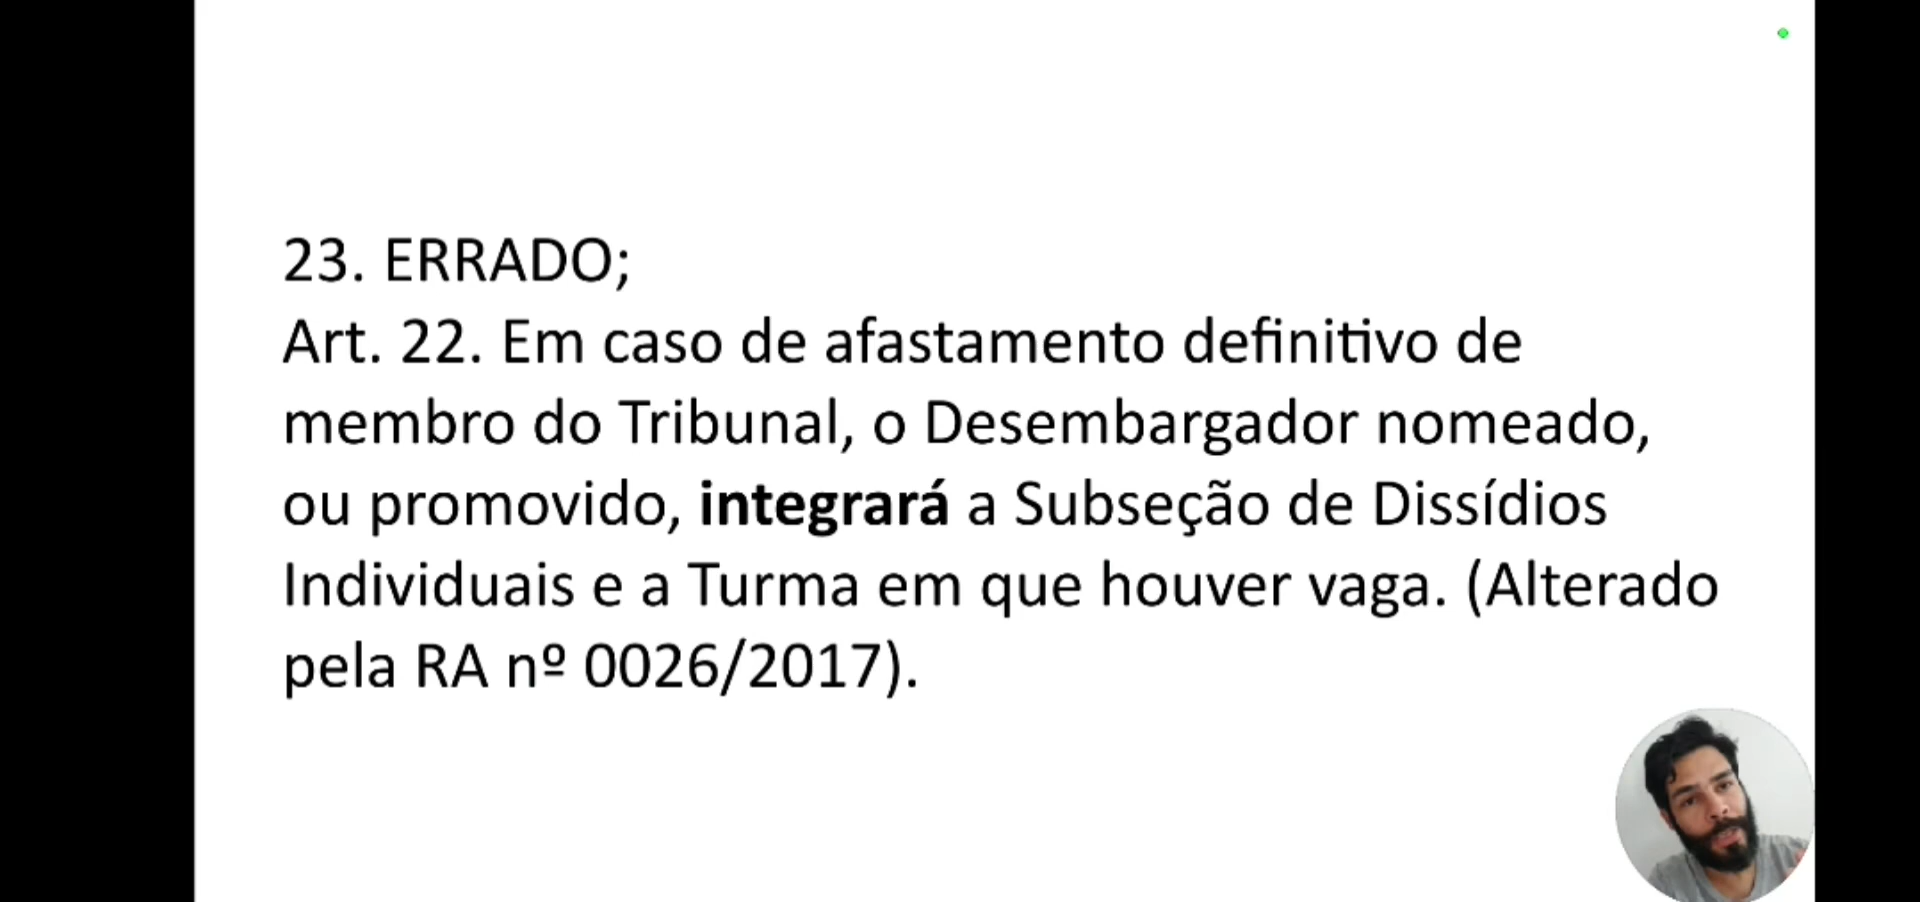 23. ERRADO;
Art. 22. Em caso de afastamento definitivo de
membro do Tribunal, o Desembargador nomeado,
ou promovido, integrará a Subseção de Dissídios
Individuais e a Turma em que houver vaga. (Alterado
pela RA nº 0026/2017).